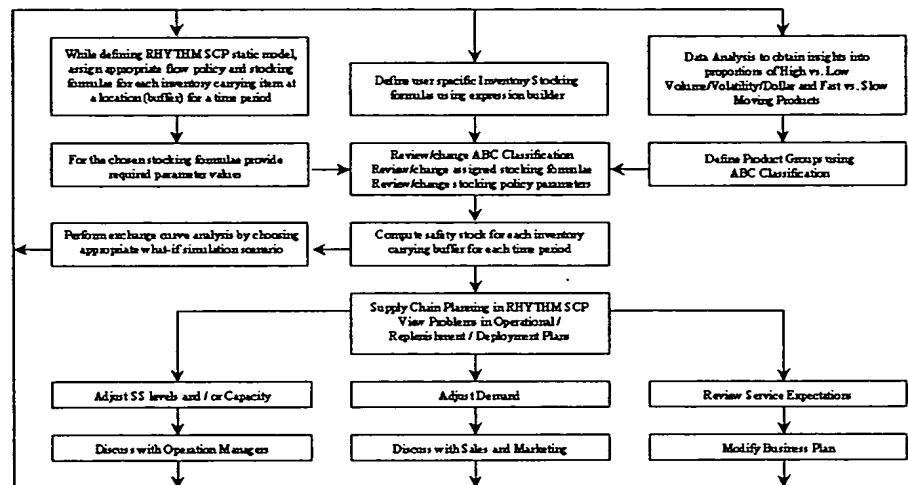 While defining RHYTHM SCP static model,
assign appropriate flow policy and stocking
formulas for each inventory carrying item at
a location (buffer) for a time period
Define user specific Inventory Stocking
formulas using expression builder
Data Analysis to obtain insights into
proportions of High vs. Low
Volume/Volatility/Dollar and Fast vs. Slow
Moving Products
For the chosen stocking formulae provide
required parameter values
Review/change ABC Classification
Review/change assigned stocking formulae
Review/change stocking policy parameters
Define Product Groups using
ABC Classification
Perform exchange curve analysis by choosing
appropriate what-if simulation scenario
Compute safety stock for each inventory
carrying buffer for each time period
Supply Chain Planning in RHYTHM SCP
View Problems in Operational /
Replenishment / Deployment Plans
Adjust SS levels and / or Capacity
Adjust Demand
Review Service Expectations
Discuss with Operation Managers
Discuss with Sales and Marketing
Modify Business Plan